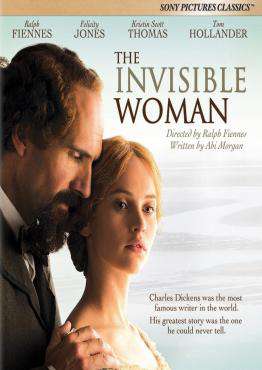 SONY PICTURES CLASSICS™
Ralph FIENNES Felicity JONES Kristin Scott THOMAS Tom HOLLANDER
THE
INVISIBLE
WOMAN
Directed by Ralph Fiennes
Written by Abi Morgan
Charles Dickens was the most
famous writer in the world.
His greatest story was the one
he could never tell.